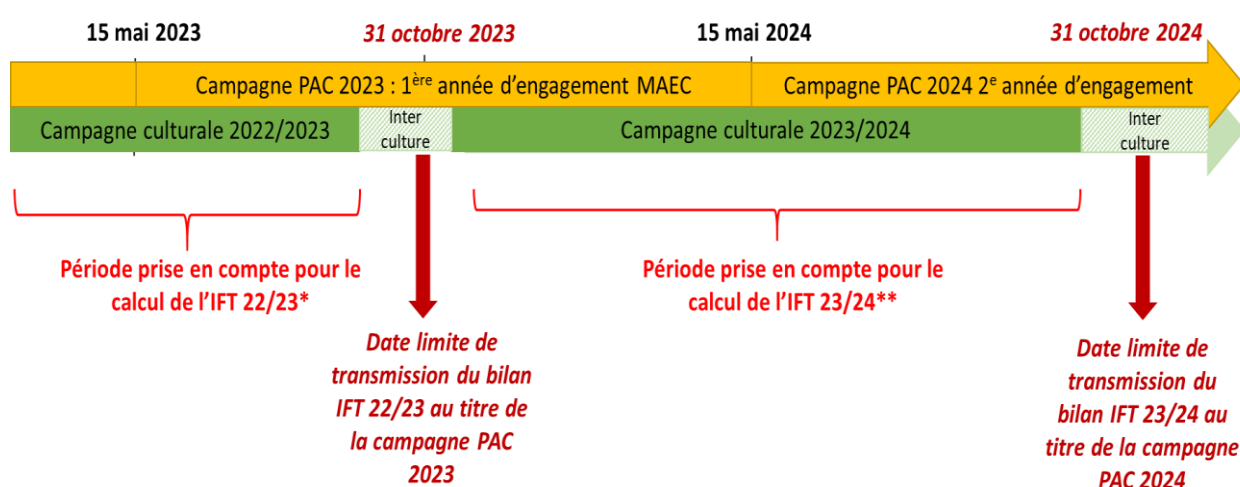 15 mai 2023
31 octobre 2023
15 mai 2024
31 octobre 2024
Campagne PAC 2023 : 1ère année d’engagement MAEC
Campagne PAC 2024 2e année d’engagement
Campagne culturale 2022/2023
Inter
culture
Campagne culturale 2023/2024
Inter
culture
Période prise en compte pour le
calcul de l’IFT 22/23*
Période prise en compte pour le
calcul de l’IFT 23/24**
Date limite de
transmission du bilan
IFT 22/23 au titre de
la campagne PAC
2023
Date limite de
transmission du
bilan IFT 23/24 au
titre de la campagne
PAC 2024